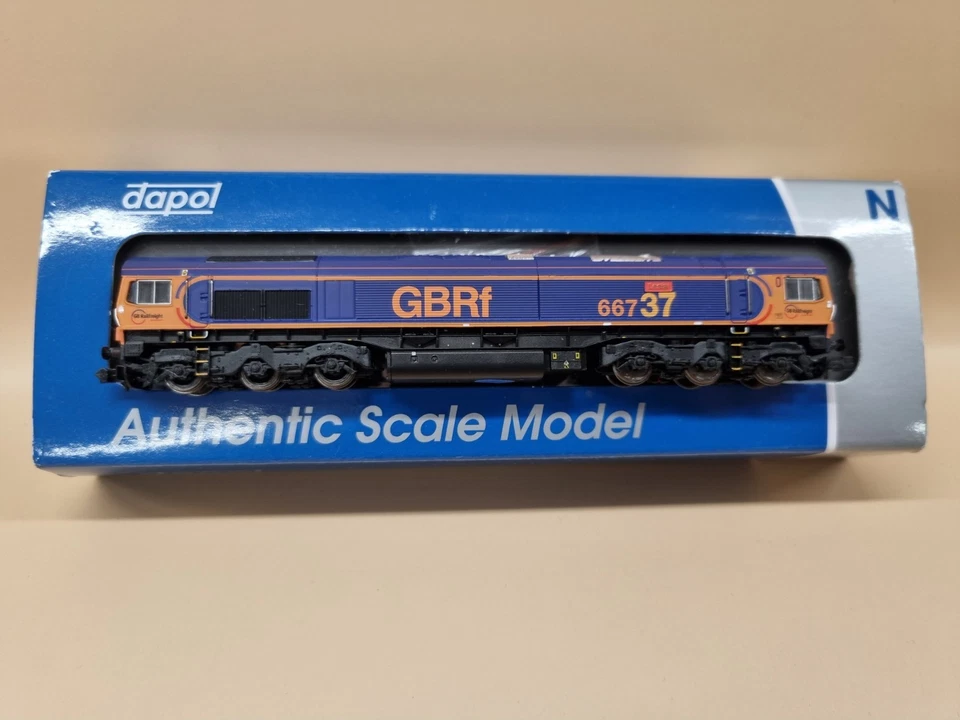 dapol
N
GBRf
66737
Authentic Scale Model